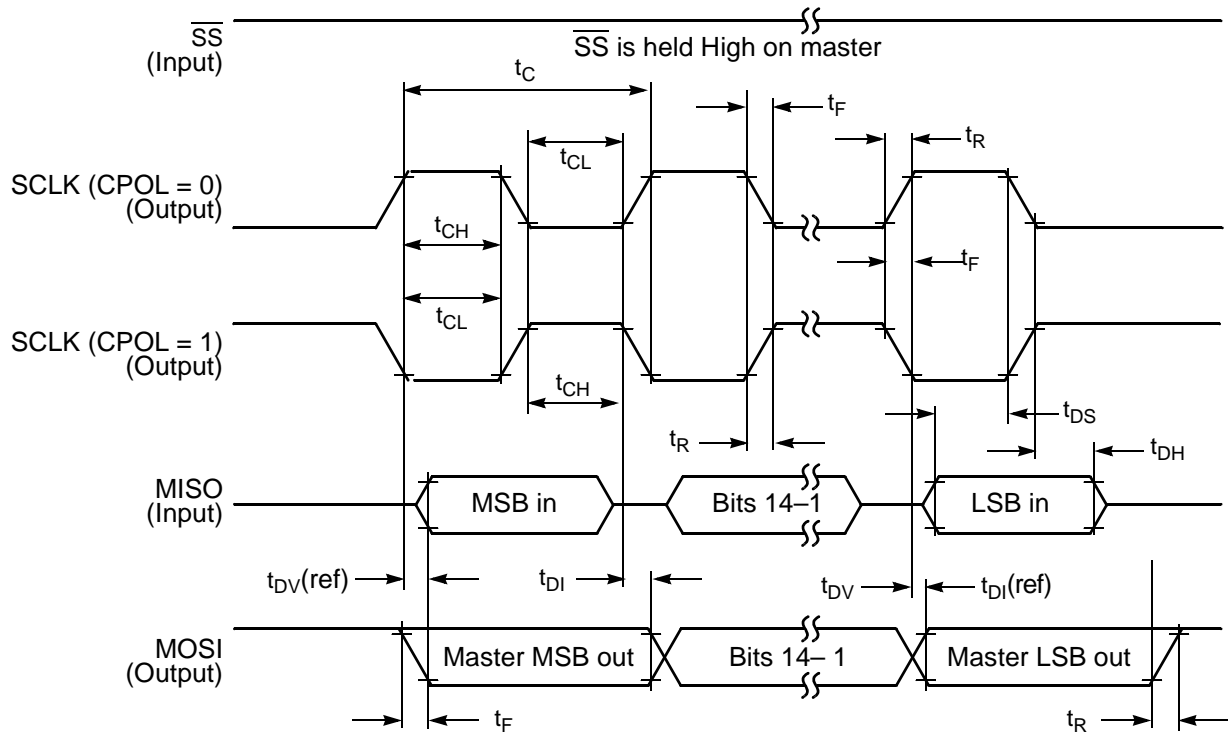 SS
(Input)
SS is held High on master
tC
tF
tR
tCL
SCLK (CPOL = 0)
(Output)
tCH
tF
tCL
SCLK (CPOL = 1)
(Output)
tCH
tDS
tR
tDH
MISO
(Input)
MSB in
Bits 14–1
LSB in
tDV(ref)
tDI
tDV
tDI(ref)
MOSI
(Output)
Master MSB out
Bits 14– 1
Master LSB out
tF
tR